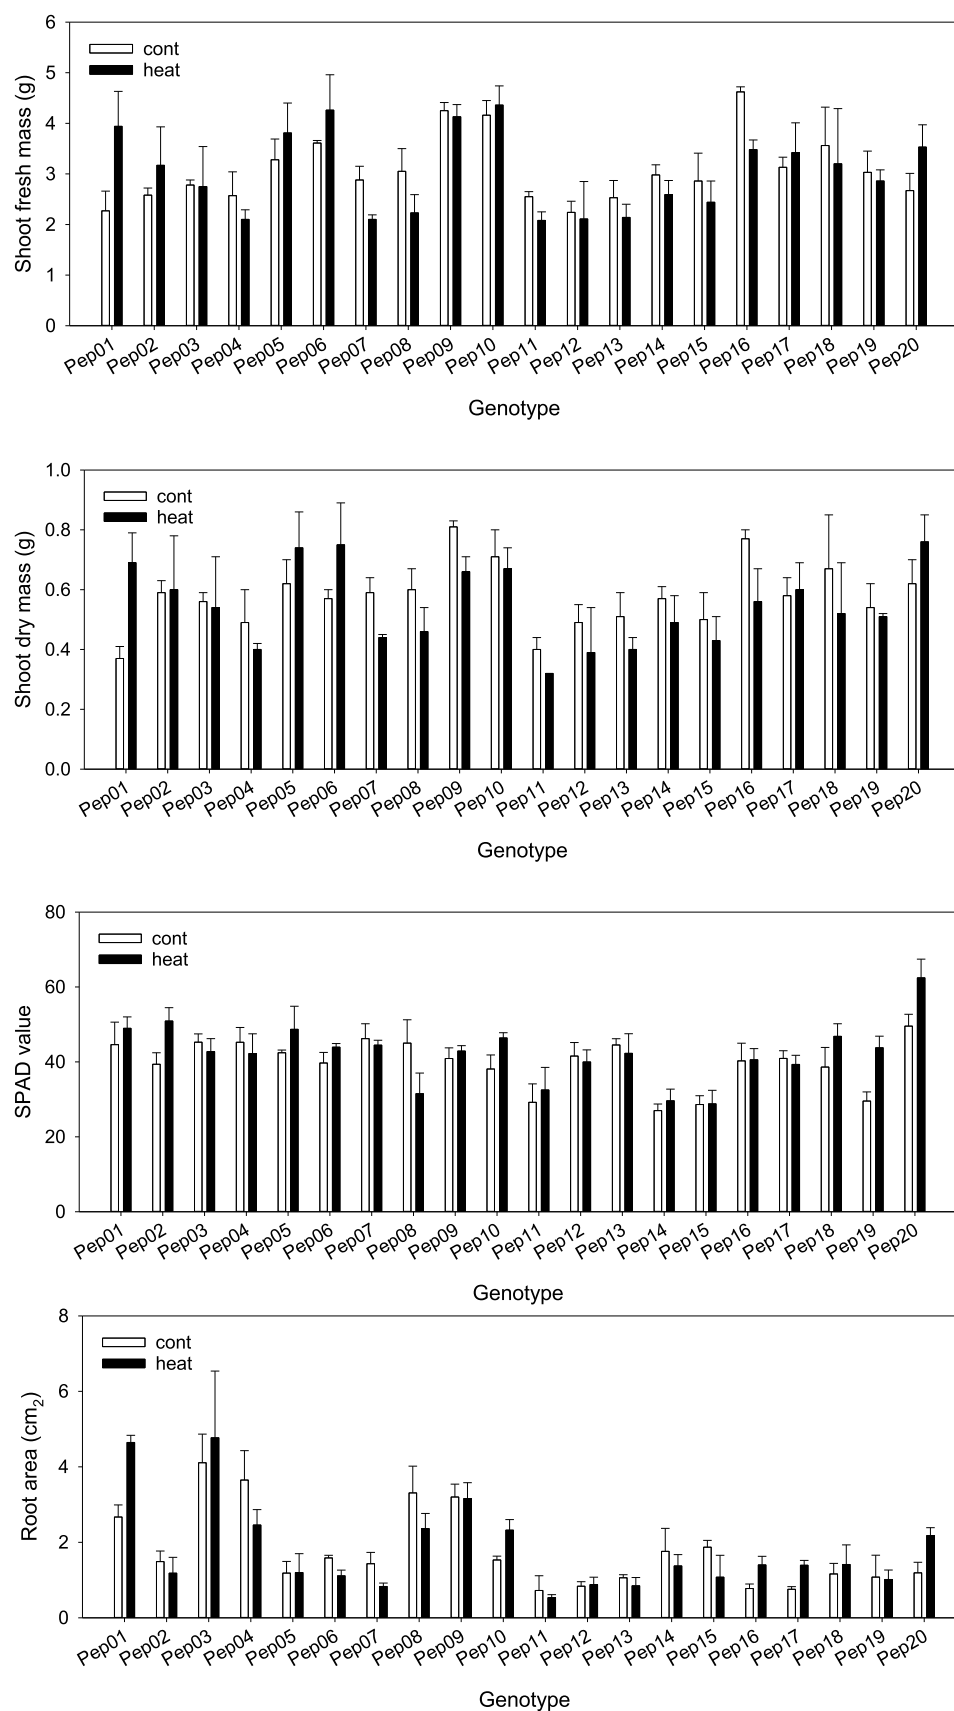 Shoot fresh mass (g)
6
5
4
3
2
1
0
cont
heat
Pep01 Pep02 Pep03 Pep04 Pep05 Pep06 Pep07 Pep08 Pep09 Pep10 Pep11 Pep12 Pep13 Pep14 Pep15 Pep16 Pep17 Pep18 Pep19 Pep20
Genotype
Shoot dry mass (g)
1.0
0.8
0.6
0.4
0.2
0.0
cont
heat
Pep01 Pep02 Pep03 Pep04 Pep05 Pep06 Pep07 Pep08 Pep09 Pep10 Pep11 Pep12 Pep13 Pep14 Pep15 Pep16 Pep17 Pep18 Pep19 Pep20
Genotype
SPAD value
80
60
40
20
0
cont
heat
Pep01 Pep02 Pep03 Pep04 Pep05 Pep06 Pep07 Pep08 Pep09 Pep10 Pep11 Pep12 Pep13 Pep14 Pep15 Pep16 Pep17 Pep18 Pep19 Pep20
Genotype
Root area (cm₂)
8
6
4
2
0
cont
heat
Pep01 Pep02 Pep03 Pep04 Pep05 Pep06 Pep07 Pep08 Pep09 Pep10 Pep11 Pep12 Pep13 Pep14 Pep15 Pep16 Pep17 Pep18 Pep19 Pep20
Genotype